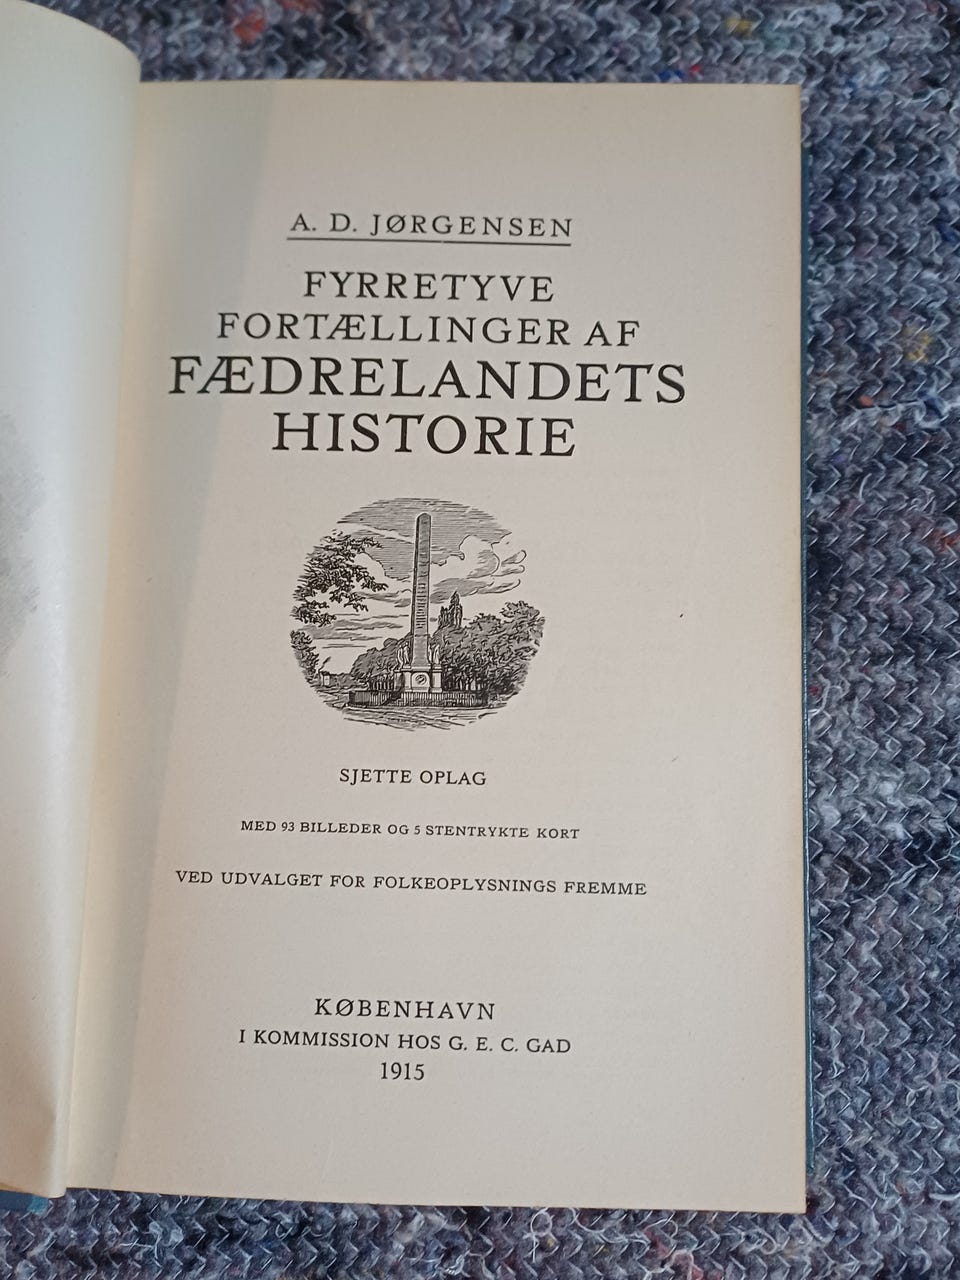 A. D. JØRGENSEN
FYRRETYVE
FORTÆLLINGER AF
FÆDRELANDETS
HISTORIE
SJETTE OPLAG
MED 93 BILLEDER OG 5 STENTRYKTE KORT
VED UDVALGET FOR FOLKEOPLYSNINGS FREMME
KØBENHAVN
I KOMMISSION HOS G. E. C. GAD
1915